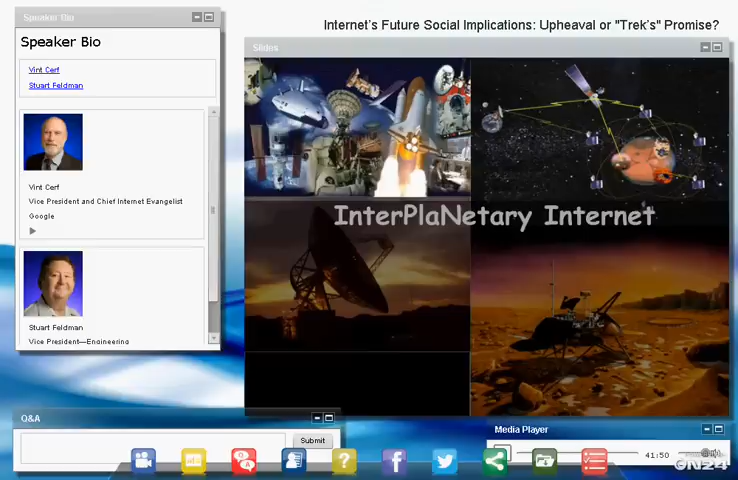 Internet's Future Social Implications: Upheaval or "Trek's" Promise?
Speaker Bio
Speaker Bio
Vint Cerf
Stuart Feldman
Vint Cerf
Vice President and Chief Internet Evangelist
Google
Stuart Feldman
Vice President—Engineering
Slides
InterPlaNetary Internet
Q&A
Submit
Media Player
41:50
ON24